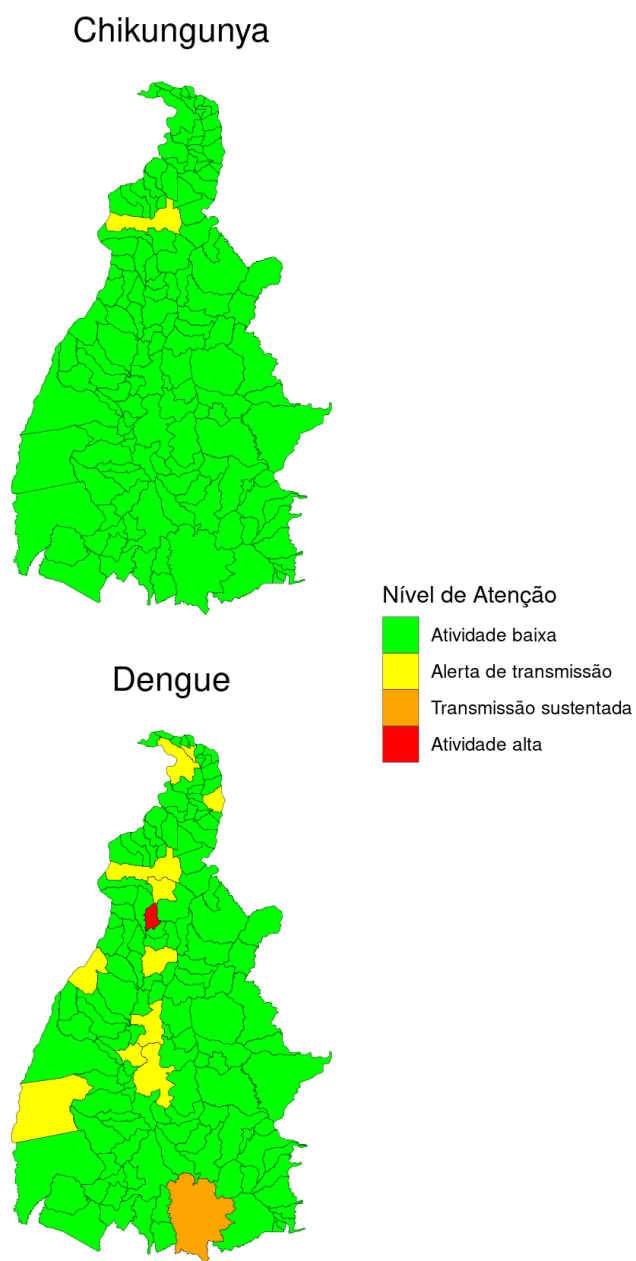 Chikungunya
Nível de Atenção
Atividade baixa
Alerta de transmissão
Transmissão sustentada
Atividade alta
Dengue